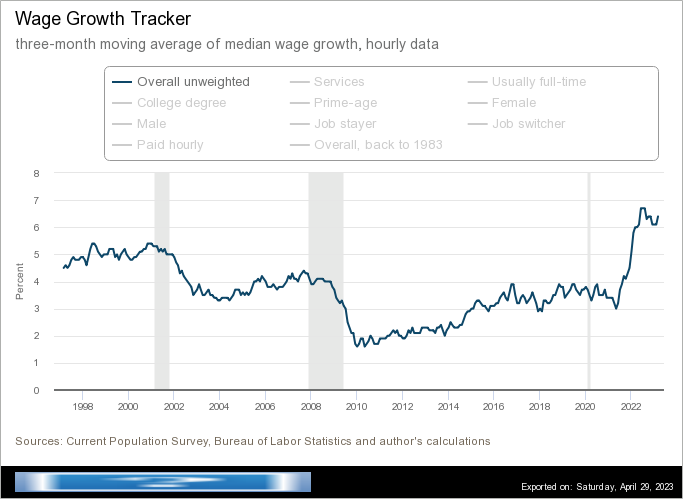 Wage Growth Tracker
three-month moving average of median wage growth, hourly data
Overall unweighted Services Usually full-time
College degree Prime-age Female
Male Job stayer Job switcher
Paid hourly Overall, back to 1983
8
7
6
5
4
3
2
1
0
Percent
1998 2000 2002 2004 2006 2008 2010 2012 2014 2016 2018 2020 2022
Sources: Current Population Survey, Bureau of Labor Statistics and author's calculations
Exported on: Saturday, April 29, 2023